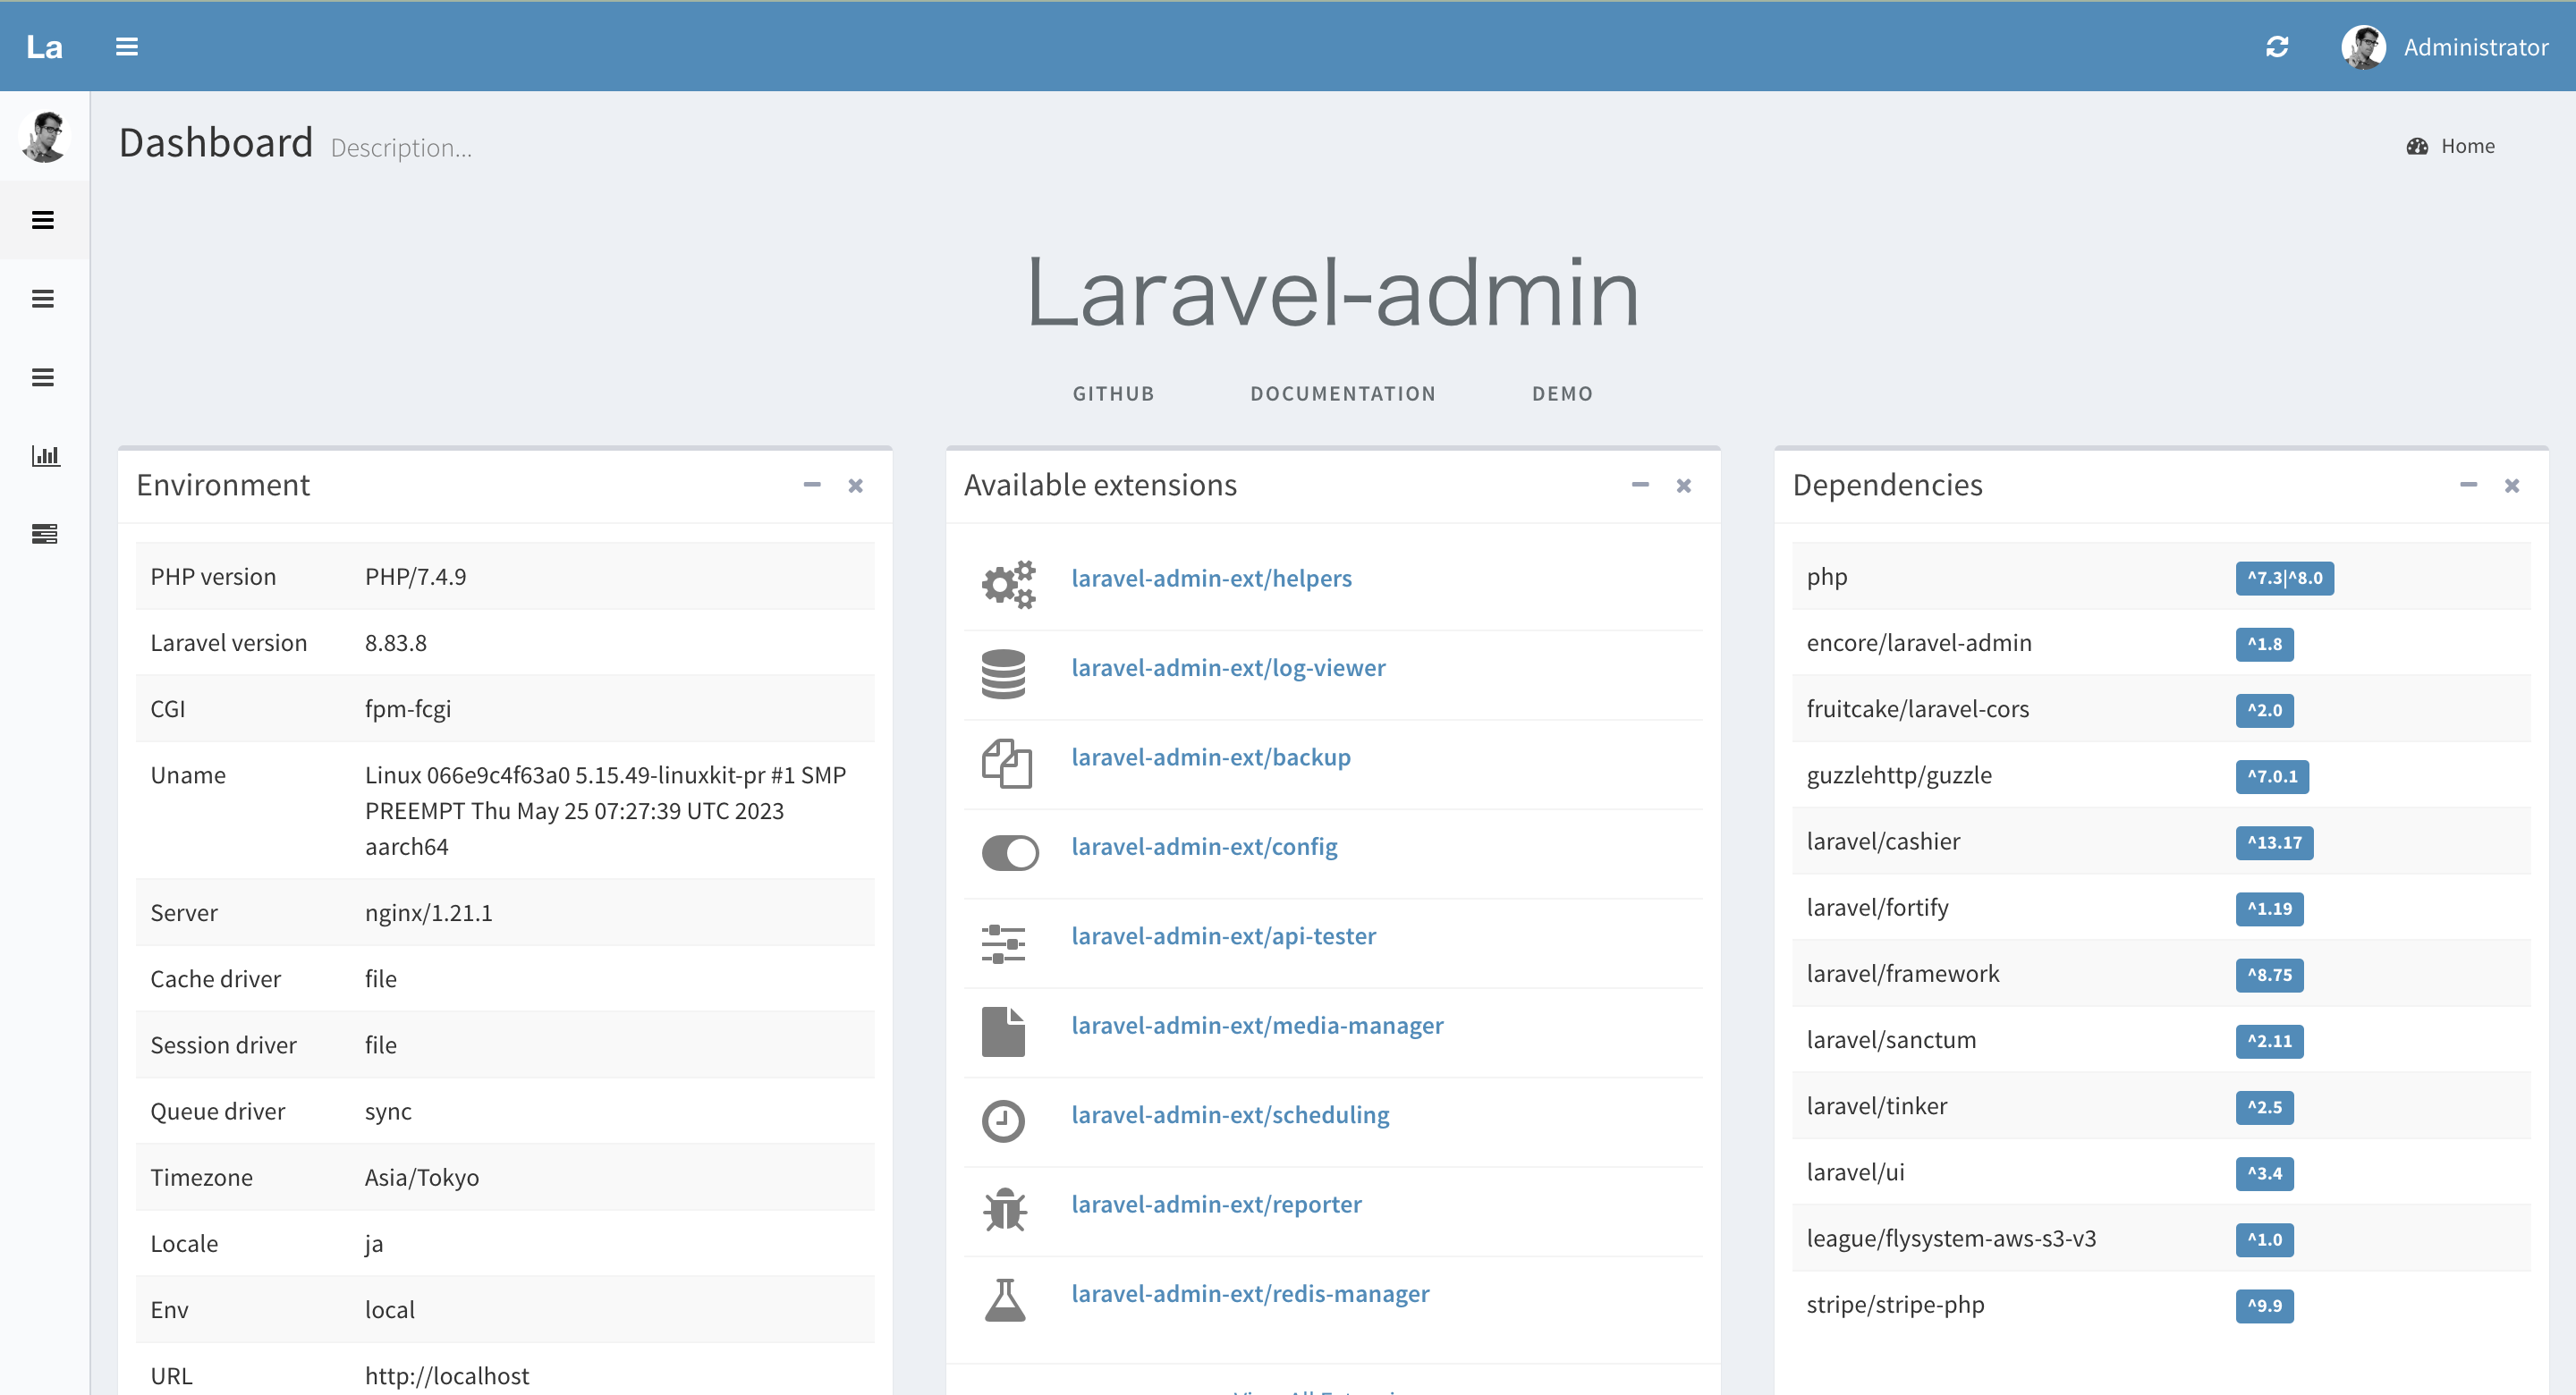 La
Administrator
Dashboard Description...
Home
Laravel-admin
GITHUB DOCUMENTATION DEMO
Environment
PHP version PHP/7.4.9
Laravel version 8.83.8
CGI fpm-fcgi
Uname Linux 066e9c4f63a0 5.15.49-linuxkit-pr #1 SMP
PREEMPT Thu May 25 07:27:39 UTC 2023
aarch64
Server nginx/1.21.1
Cache driver file
Session driver file
Queue driver sync
Timezone Asia/Tokyo
Locale ja
Env local
URL http://localhost
Available extensions
laravel-admin-ext/helpers
laravel-admin-ext/log-viewer
laravel-admin-ext/backup
laravel-admin-ext/config
laravel-admin-ext/api-tester
laravel-admin-ext/media-manager
laravel-admin-ext/scheduling
laravel-admin-ext/reporter
laravel-admin-ext/redis-manager
Dependencies
php ^7.3|^8.0
encore/laravel-admin ^1.8
fruitcake/laravel-cors ^2.0
guzzlehttp/guzzle ^7.0.1
laravel/cashier ^13.17
laravel/fortify ^1.19
laravel/framework ^8.75
laravel/sanctum ^2.11
laravel/tinker ^2.5
laravel/ui ^3.4
league/flysystem-aws-s3-v3 ^1.0
stripe/stripe-php ^9.9